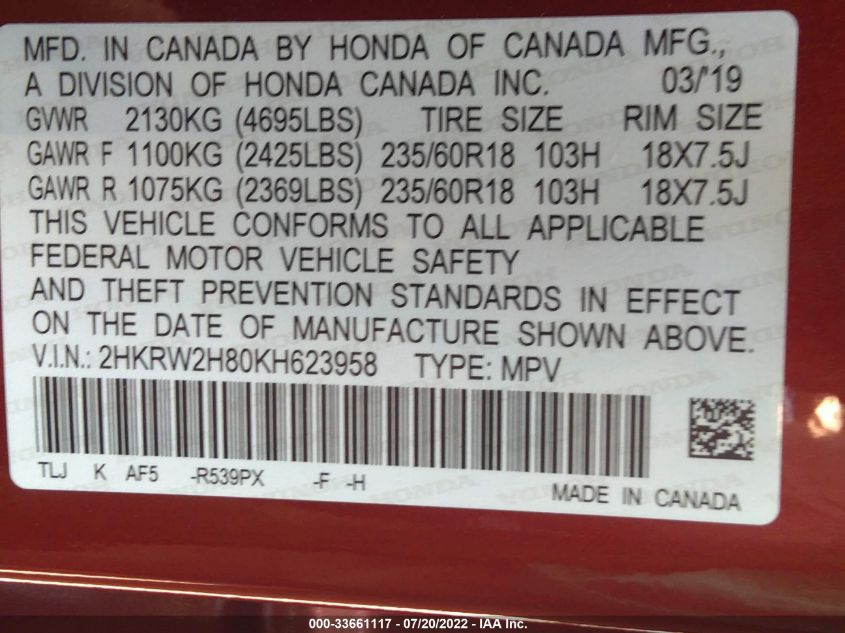 MFD. IN CANADA BY HONDA OF CANADA MFG.,
A DIVISION OF HONDA CANADA INC. 03/'19
GVWR 2130KG (4695LBS) TIRE SIZE RIM SIZE
GAWR F 1100KG (2425LBS) 235/60R18 103H 18X7.5J
GAWR R 1075KG (2369LBS) 235/60R18 103H 18X7.5J
THIS VEHICLE CONFORMS TO ALL APPLICABLE
FEDERAL MOTOR VEHICLE SAFETY
AND THEFT PREVENTION STANDARDS IN EFFECT
ON THE DATE OF MANUFACTURE SHOWN ABOVE.
V.I.N.: 2HKRW2H80KH623958 TYPE: MPV
TLJ K AF5 -R539PX -F -H
MADE IN CANADA
000-33661117 - 07/20/2022 - IAA Inc.